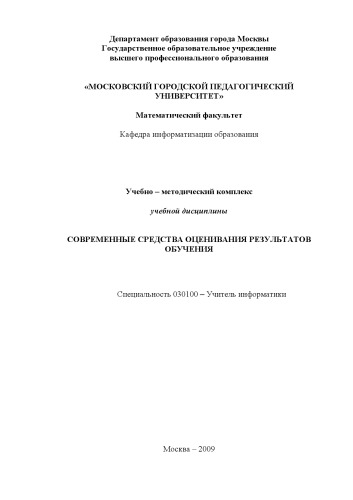 Департамент образования города Москвы
Государственное образовательное учреждение
высшего профессионального образования
«МОСКОВСКИЙ ГОРОДСКОЙ ПЕДАГОГИЧЕСКИЙ
УНИВЕРСИТЕТ»
Математический факультет
Кафедра информатизации образования
Учебно – методический комплекс
учебной дисциплины
СОВРЕМЕННЫЕ СРЕДСТВА ОЦЕНИВАНИЯ РЕЗУЛЬТАТОВ
ОБУЧЕНИЯ
Специальность 030100 – Учитель информатики
Москва – 2009